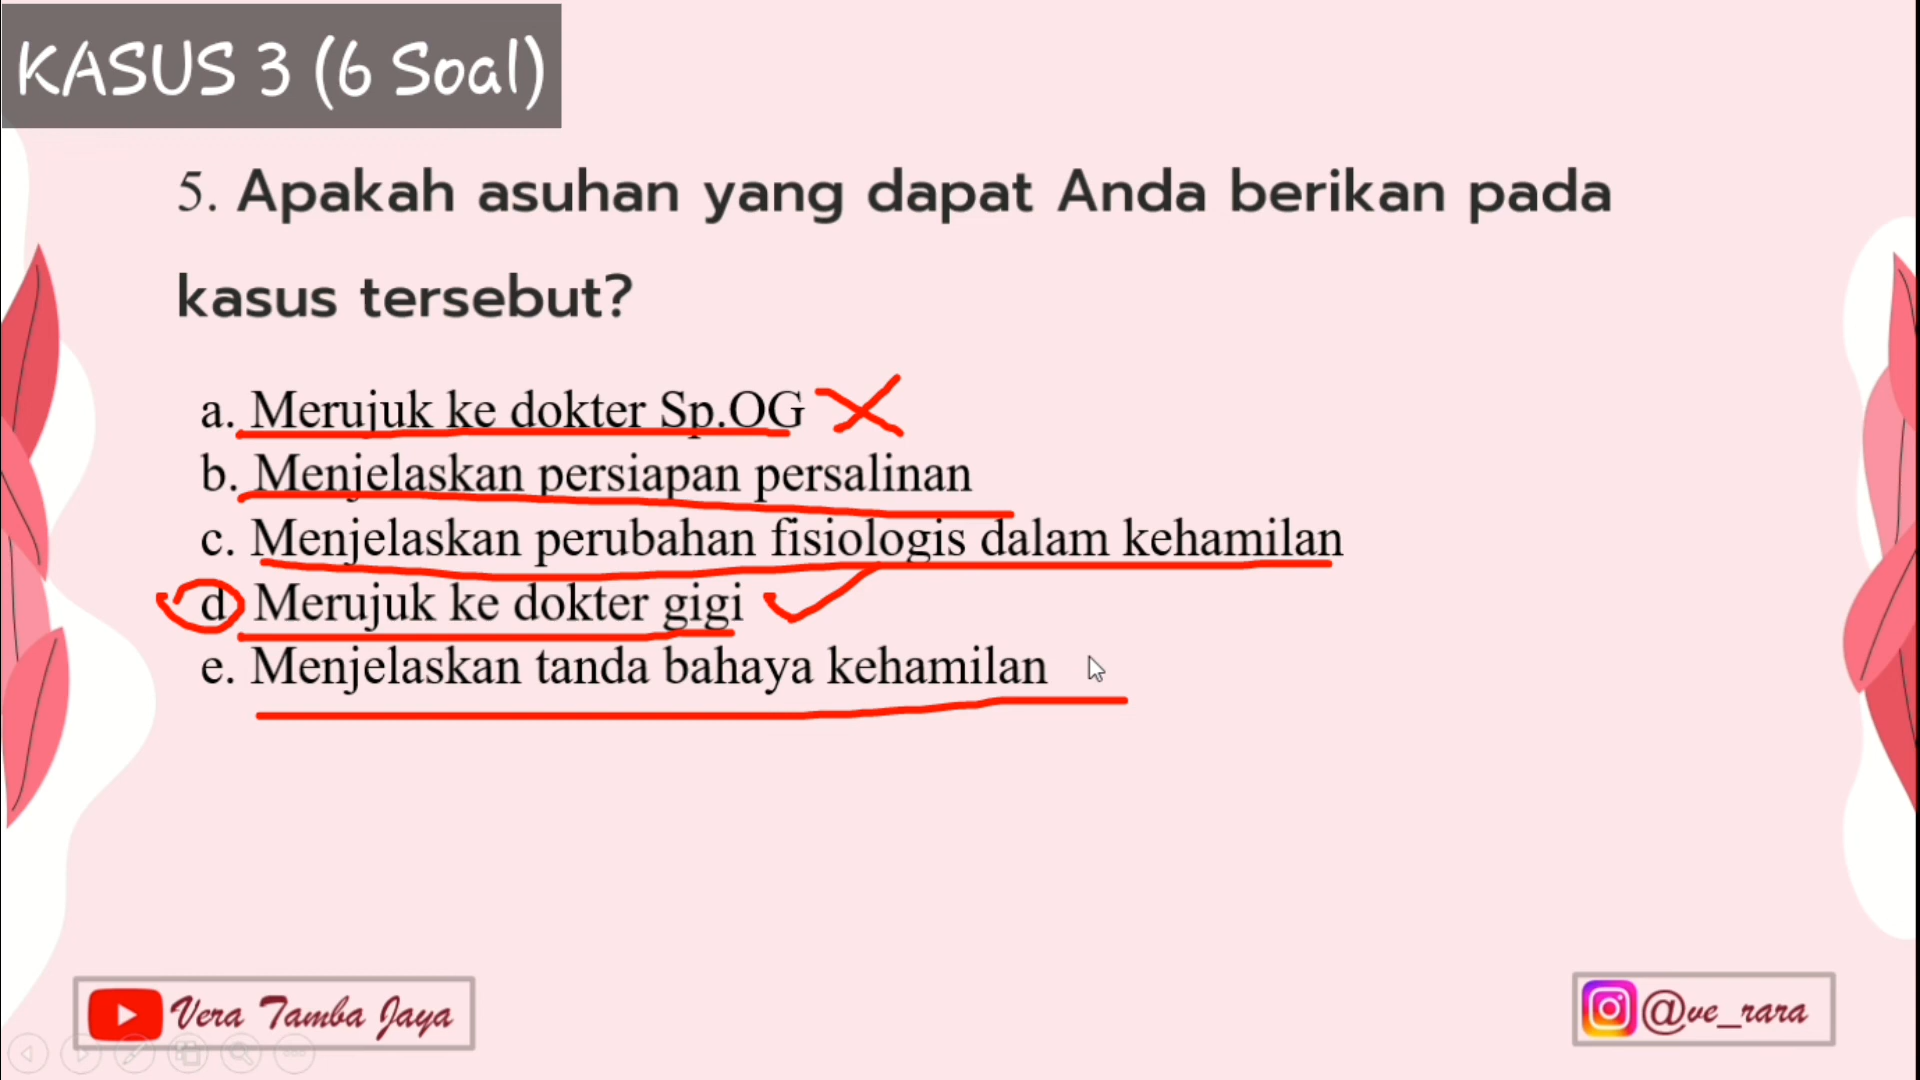 KASUS 3 (6 Soal)
5. Apakah asuhan yang dapat Anda berikan pada
kasus tersebut?
a. Merujuk ke dokter Sp.OG
b. Menjelaskan persiapan persalinan
c. Menjelaskan perubahan fisiologis dalam kehamilan
d. Merujuk ke dokter gigi
e. Menjelaskan tanda bahaya kehamilan
Vera Tamba Jaya
@ve_rara